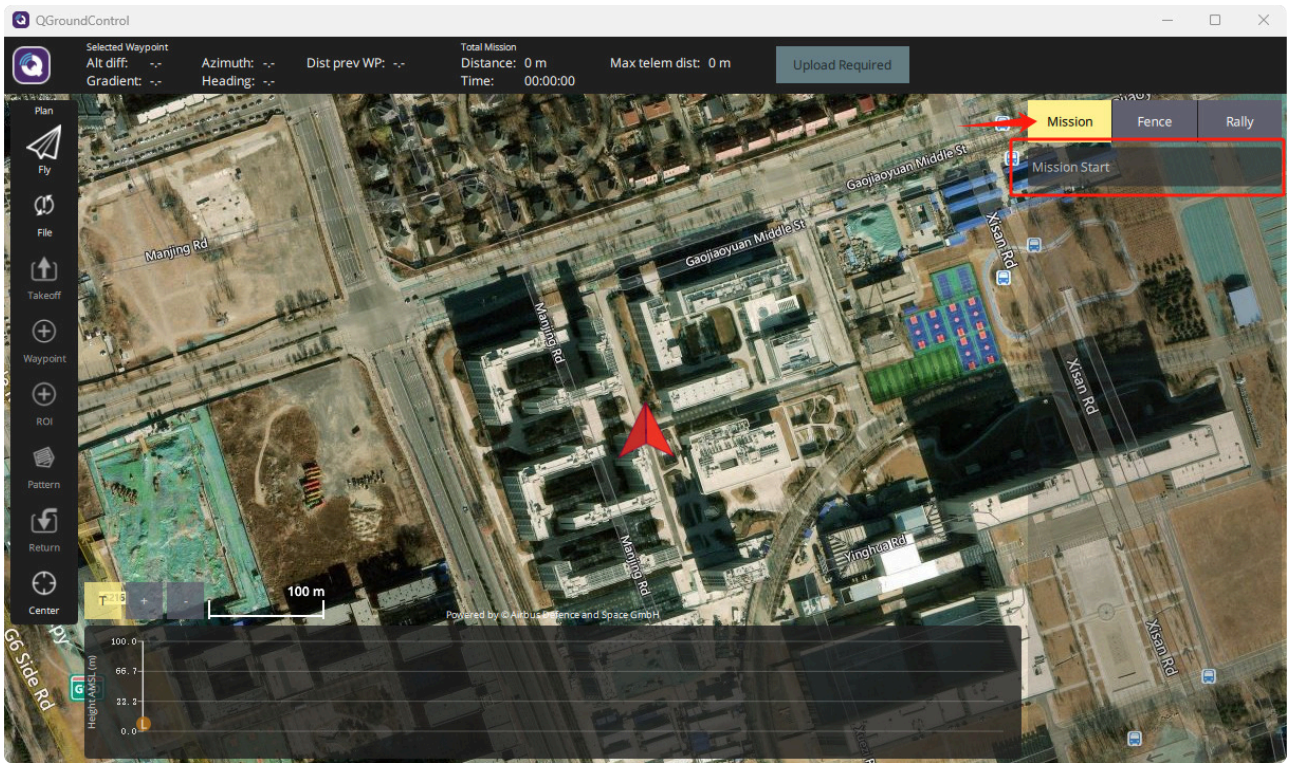 QGroundControl
Selected Waypoint
Alt diff: -.-
Azimuth: -.-
Dist prev WP: -.-
Gradient: -.-
Heading: -.-
Total Mission
Distance: 0 m
Max telem dist: 0 m
Time: 00:00:00
Upload Required
Plan
Fly
File
Takeoff
Waypoint
ROI
Pattern
Return
Center
Mission
Fence
Rally
Mission Start
Gaojiaoyuan Middle St
Manjing Rd
Gaojiaoyuan Middle St
Xisan Rd
Manjing Rd
Xisan Rd
Manjing Rd
Yinghua Rd
Xisan Rd
G6 Side Rd
T
+
-
100 m
Powered by © Airbus Defence and Space GmbH
Height AMSL (m)
100.0
66.7
0.0
L